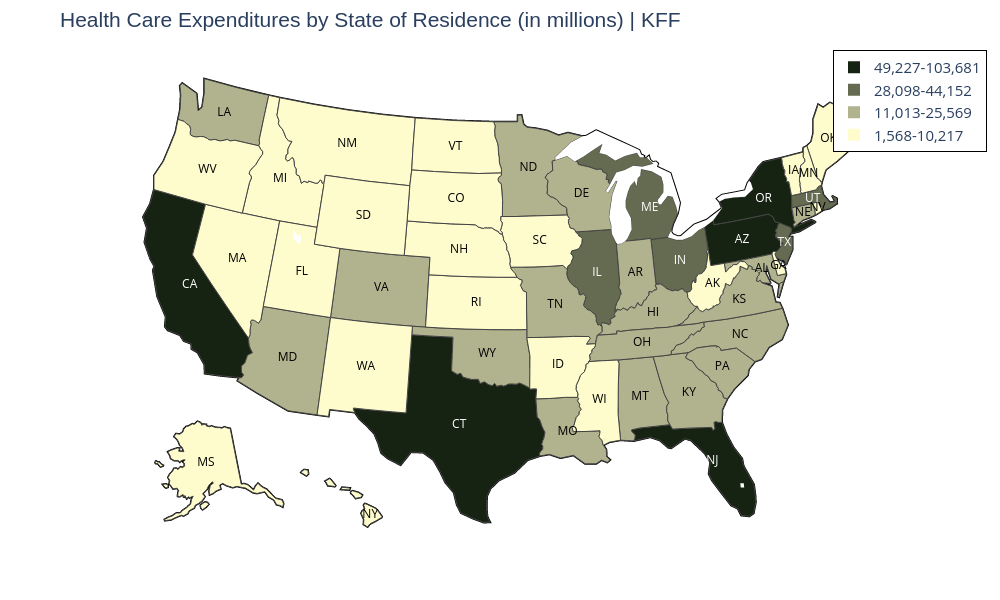 Health Care Expenditures by State of Residence (in millions) | KFF
49,227-103,681
28,098-44,152
11,013-25,569
1,568-10,217
LA
OK
NM
VT
ND
WV
MI
IA
MN
DE
CO
SD
ME
OR
UT
NV
NE
NH
SC
AZ
TX
MA
FL
IL
AR
IN
AL
GA
CA
VA
AK
RI
TN
KS
HI
NC
OH
MD
WY
WA
ID
PA
KY
WI
MT
CT
MO
MS
NJ
NY